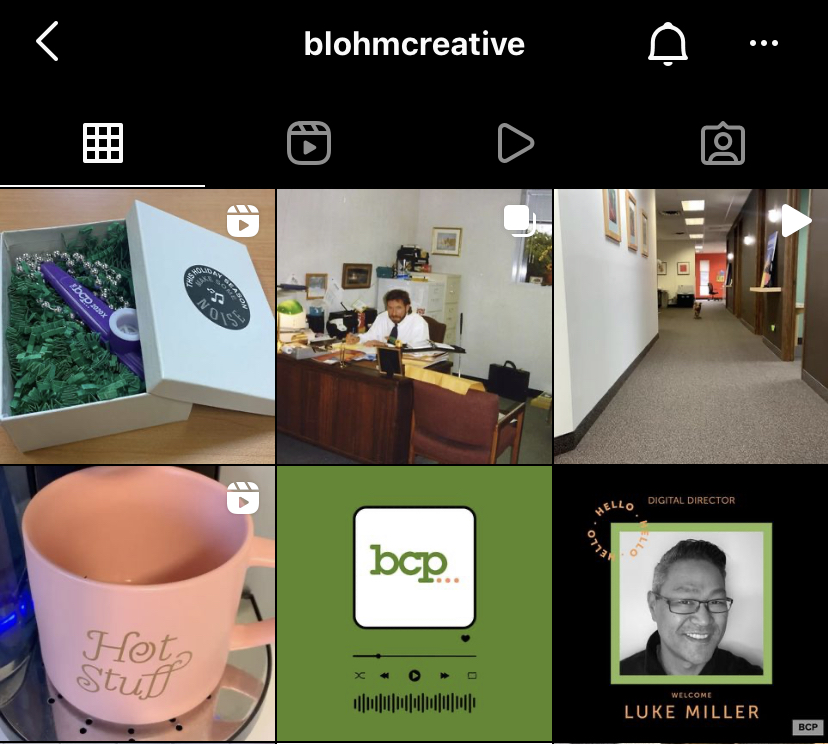 blohmcreative
THIS HOLIDAY SEASON
MAKE SOME
NOISE
bcp
Hot
Stuff
bcp...
DIGITAL DIRECTOR
HELLO · HELLO · HELLO ·
WELCOME
LUKE MILLER
BCP